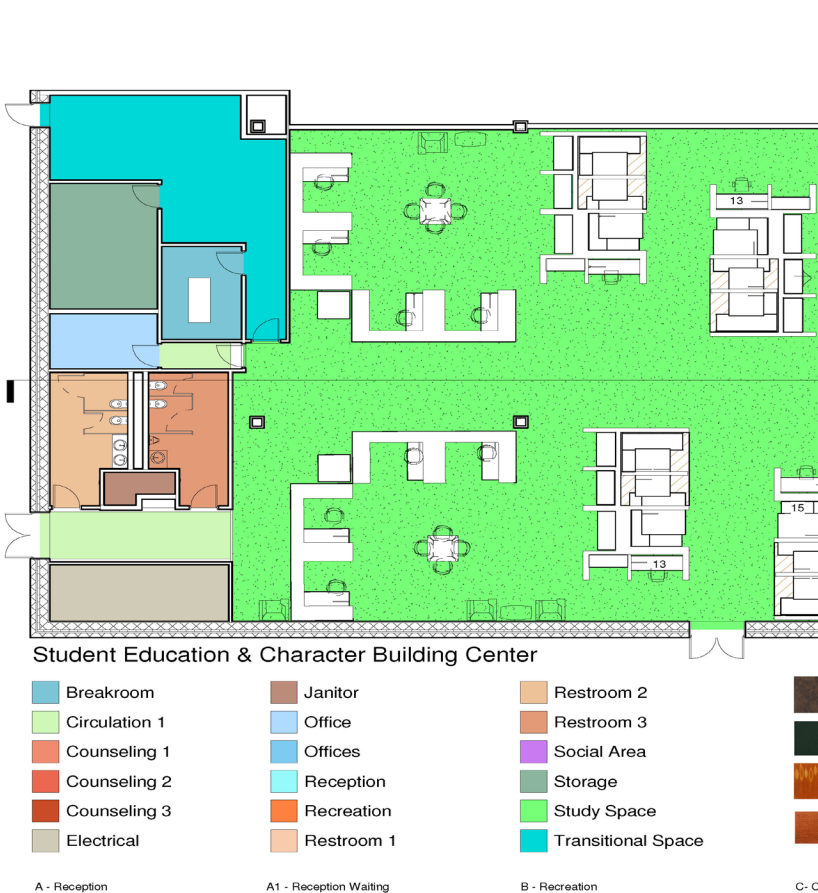 13
15
13
Student Education & Character Building Center
Breakroom Janitor Restroom 2
Circulation 1 Office Restroom 3
Counseling 1 Offices Social Area
Counseling 2 Reception Storage
Counseling 3 Recreation Study Space
Electrical Restroom 1 Transitional Space
A - Reception A1 - Reception Waiting B - Recreation C- C